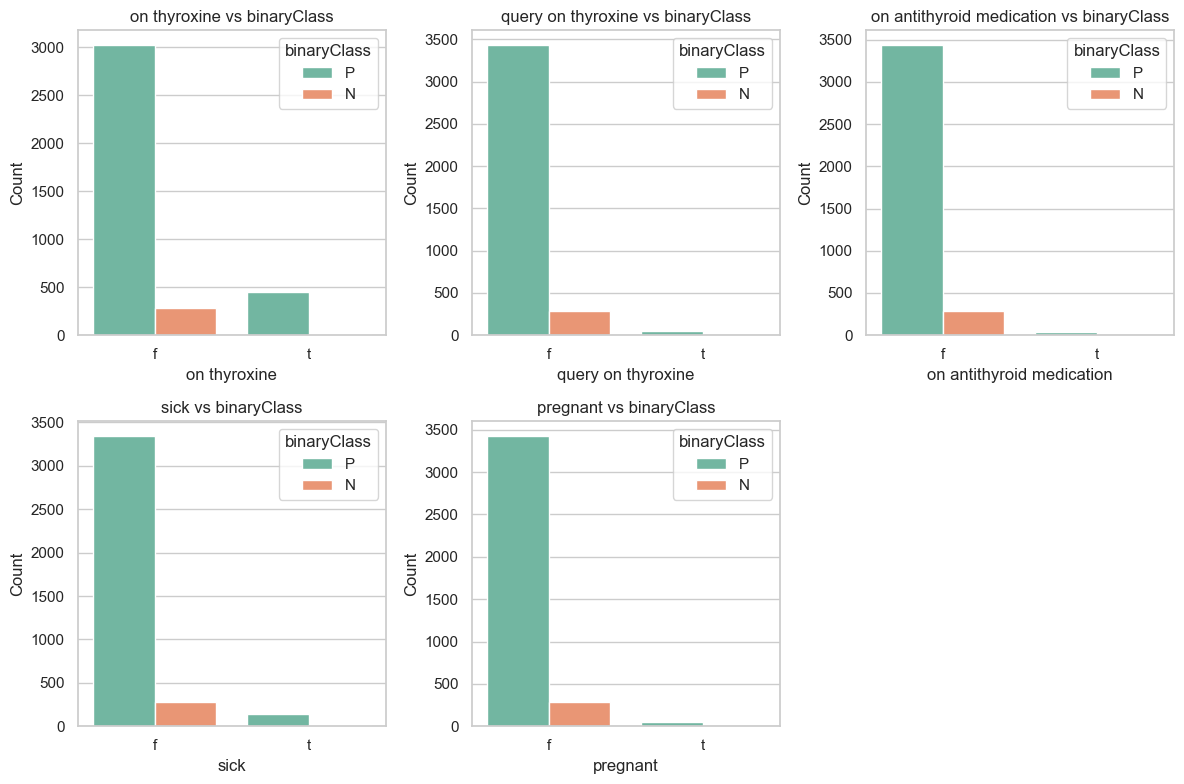 on thyroxine vs binaryClass
query on thyroxine vs binaryClass
on antithyroid medication vs binaryClass
Count
3000
2500
2000
1500
1000
500
0
binaryClass
P
N
f
t
on thyroxine
Count
3500
3000
2500
2000
1500
1000
500
0
binaryClass
P
N
f
t
query on thyroxine
Count
3500
3000
2500
2000
1500
1000
500
0
binaryClass
P
N
f
t
on antithyroid medication
sick vs binaryClass
pregnant vs binaryClass
Count
3500
3000
2500
2000
1500
1000
500
0
binaryClass
P
N
f
t
sick
Count
3500
3000
2500
2000
1500
1000
500
0
binaryClass
P
N
f
t
pregnant